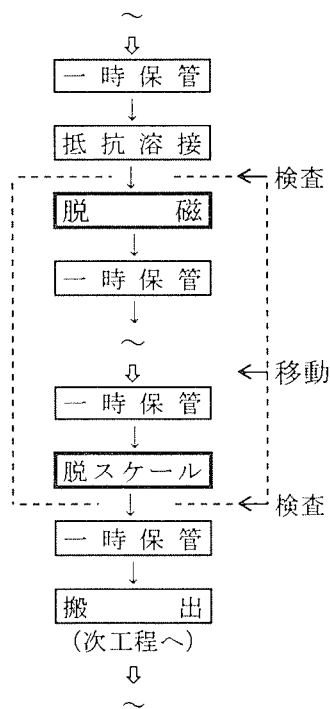 ～
⇩
一時保管
↓
抵抗溶接
↓ ← 検査
脱磁
↓
一時保管
↓
～
⇩ ← 移動
一時保管
↓
脱スケール
↓ ← 検査
一時保管
↓
搬出
(次工程へ)
⇩
～